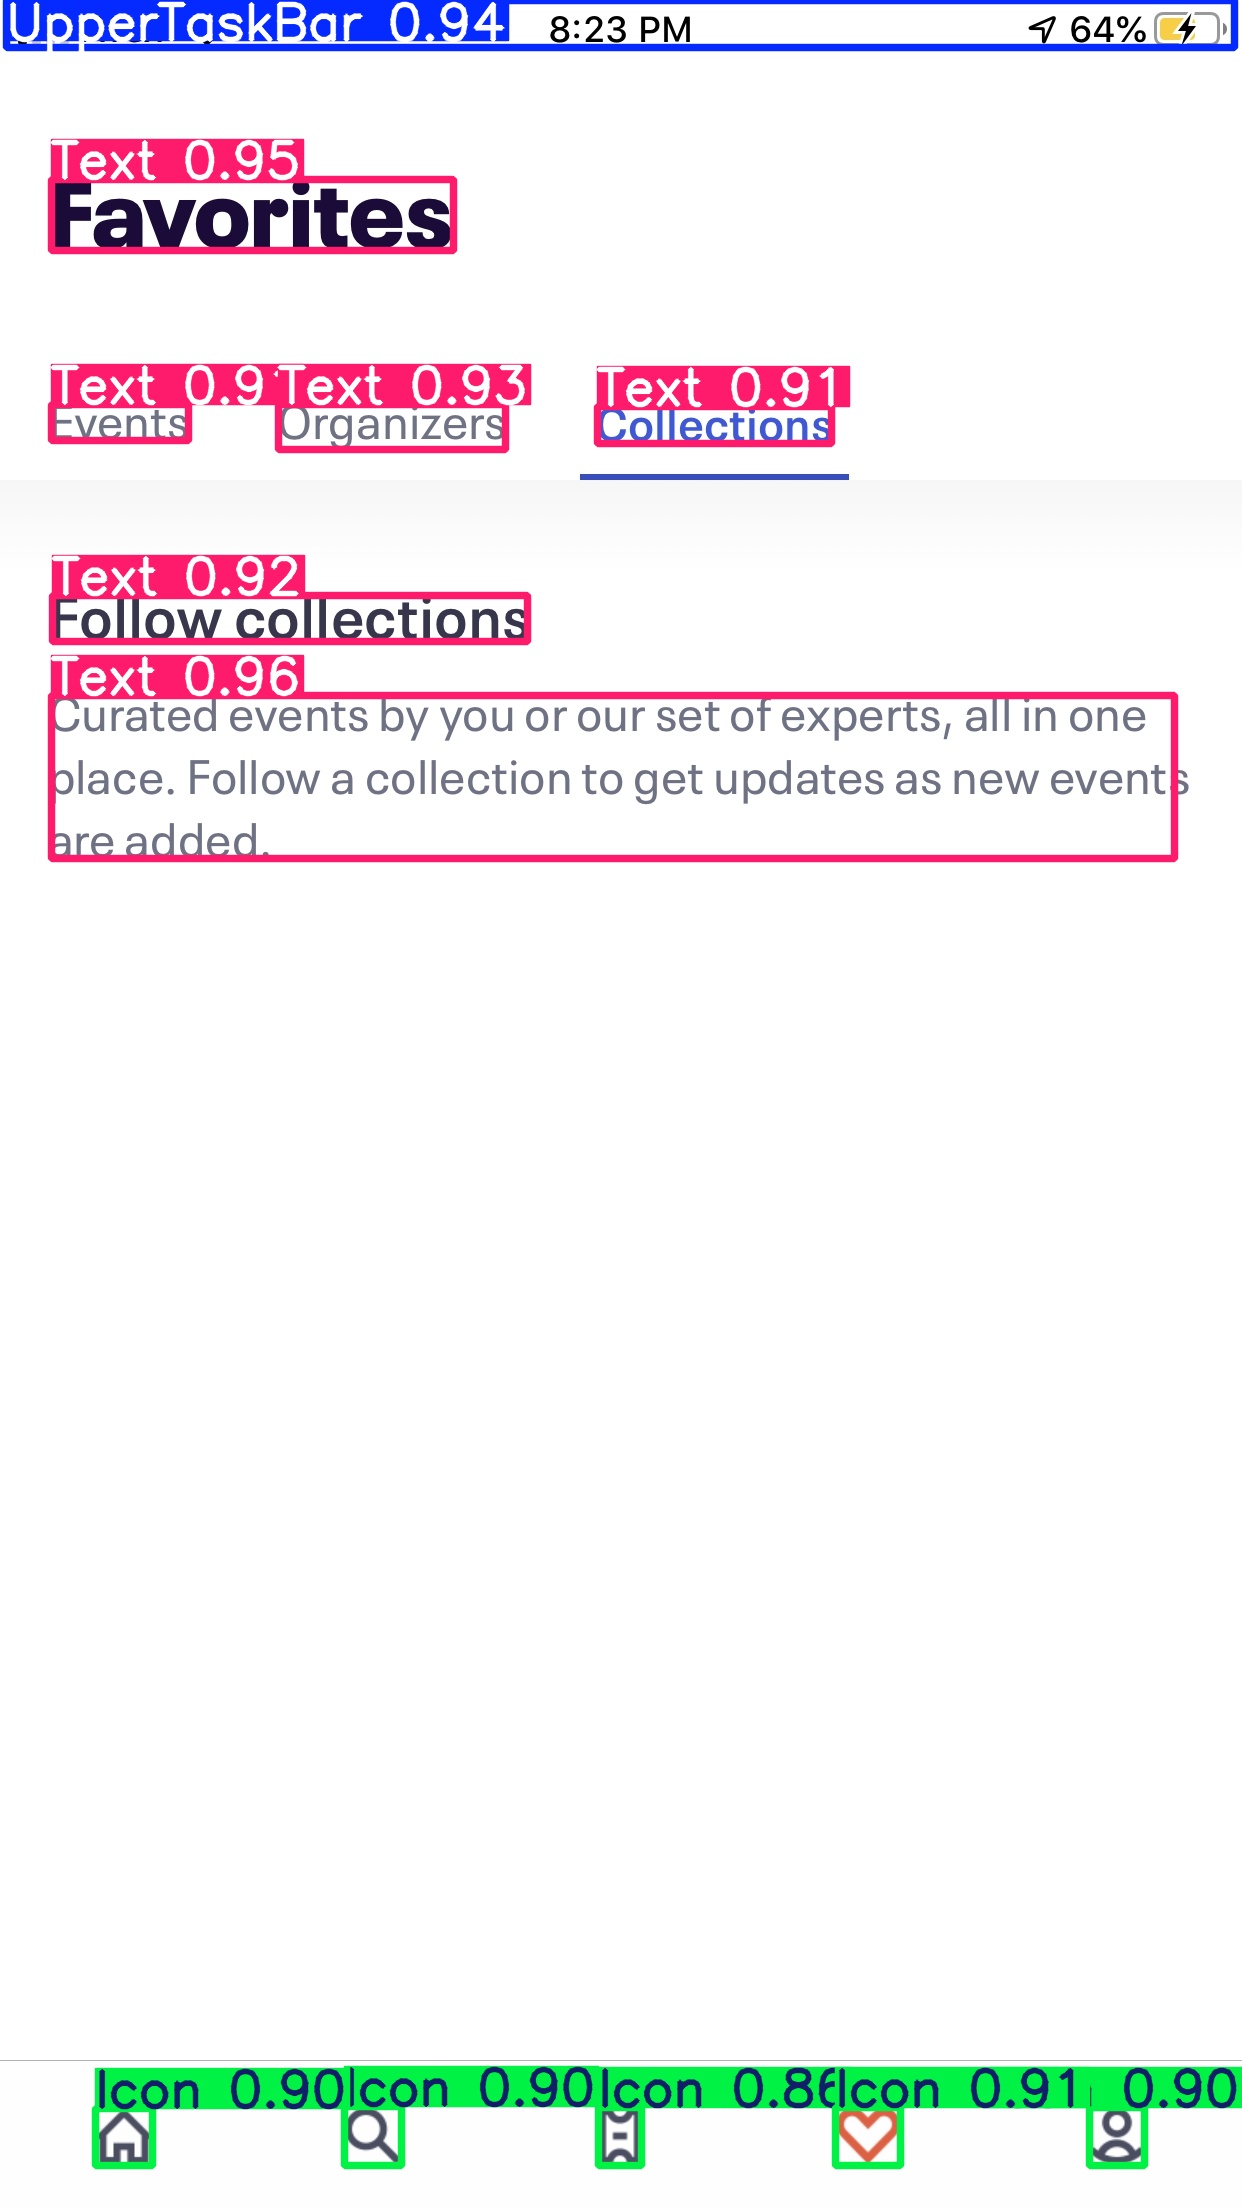 UpperTaskBar 0.94 8:23 PM 64%
Text 0.95
Favorites
Text 0.9 Text 0.93 Text 0.91
Events Organizers Collections
Text 0.92
Follow collections
Text 0.96
Curated events by you or our set of experts, all in one
place. Follow a collection to get updates as new events
are added.
Icon 0.90 Icon 0.90 Icon 0.86 Icon 0.91 0.90